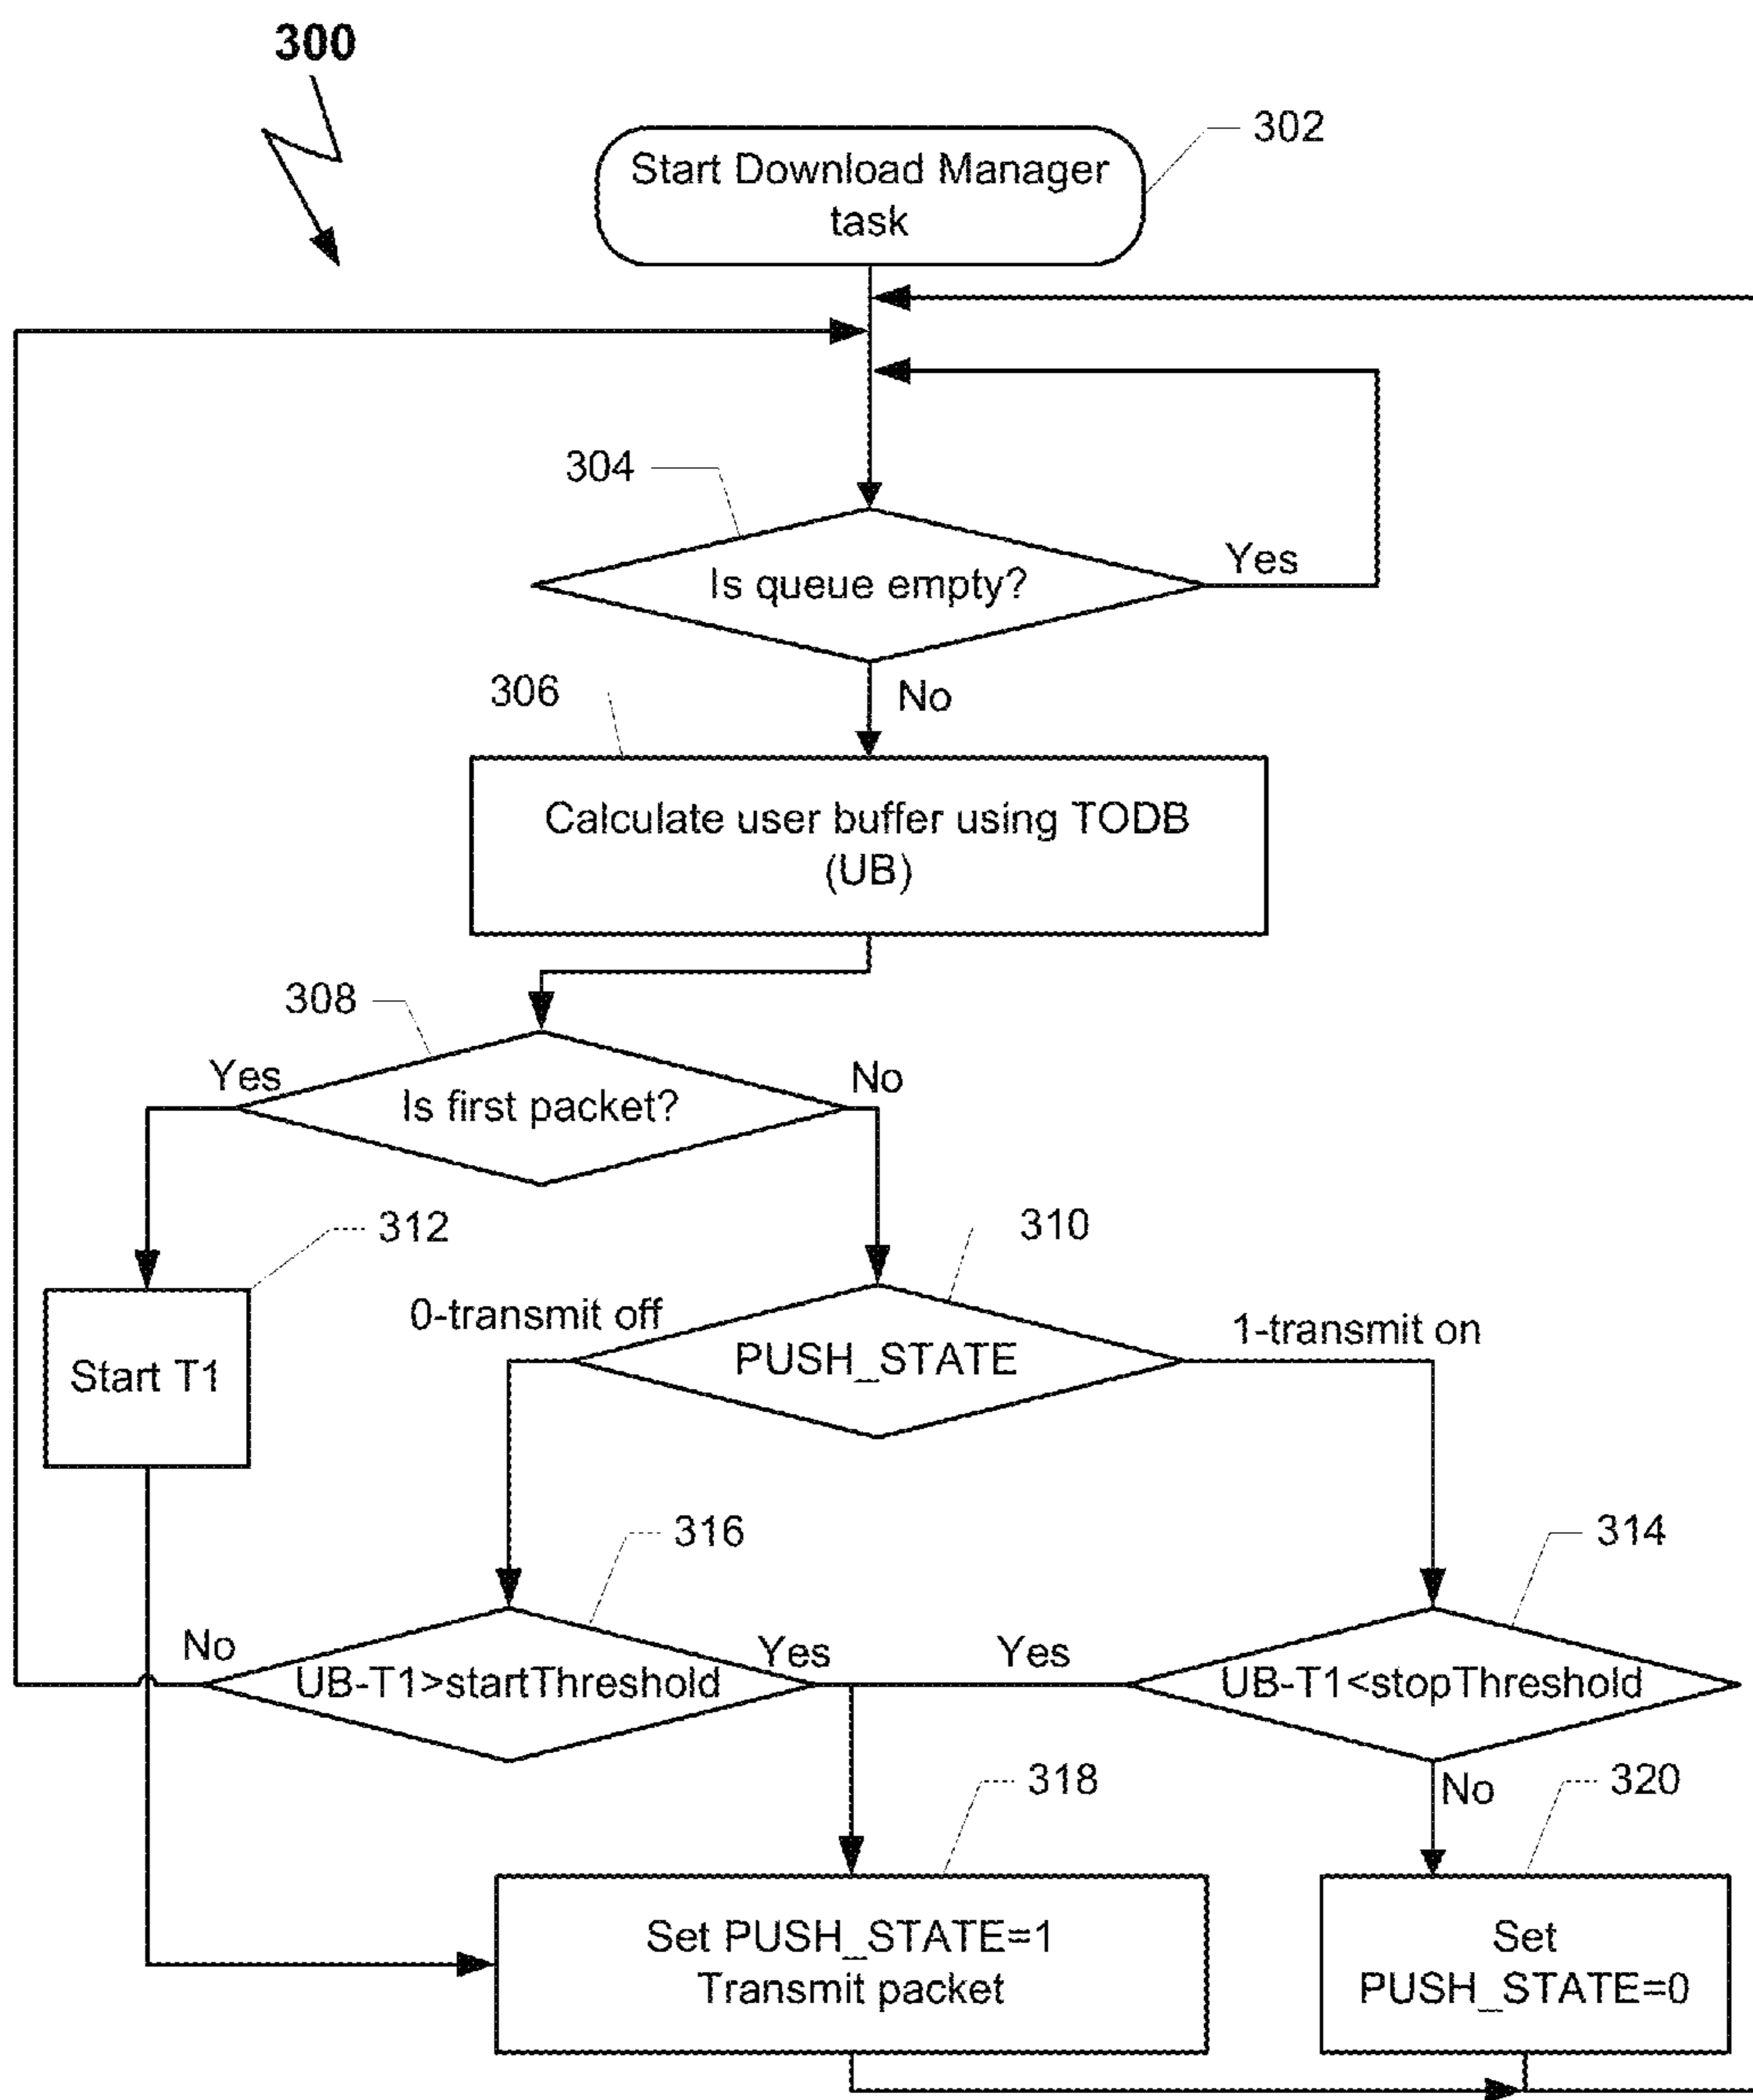 300
302
Start Download Manager
task
304
Is queue empty?
Yes
No
306
Calculate user buffer using TODB
(UB)
308
Yes
Is first packet?
No
312
310
Start T1
0-transmit off
PUSH_STATE
1-transmit on
316
314
No
UB-T1>startThreshold
Yes
Yes
UB-T1<stopThreshold
No
318
320
Set PUSH_STATE=1
Transmit packet
Set
PUSH_STATE=0